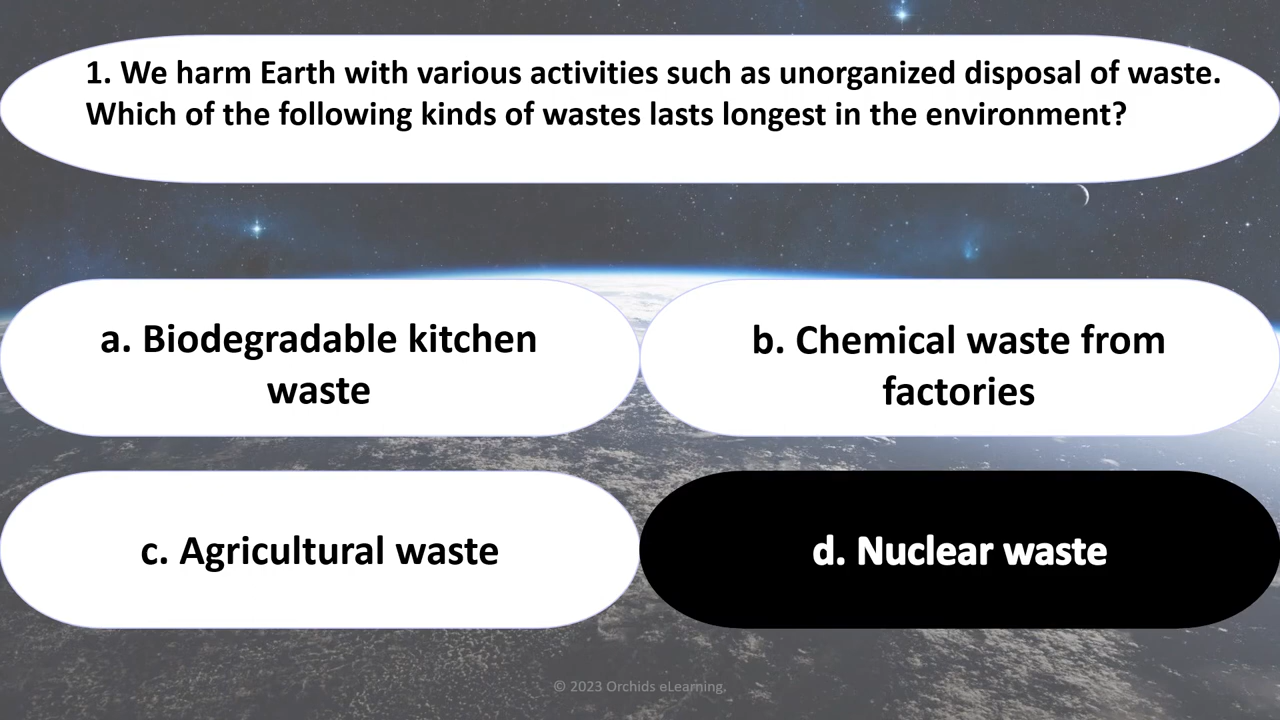 1. We harm Earth with various activities such as unorganized disposal of waste.
Which of the following kinds of wastes lasts longest in the environment?
a. Biodegradable kitchen
waste
b. Chemical waste from
factories
c. Agricultural waste
d. Nuclear waste
© 2023 Orchids eLearning.